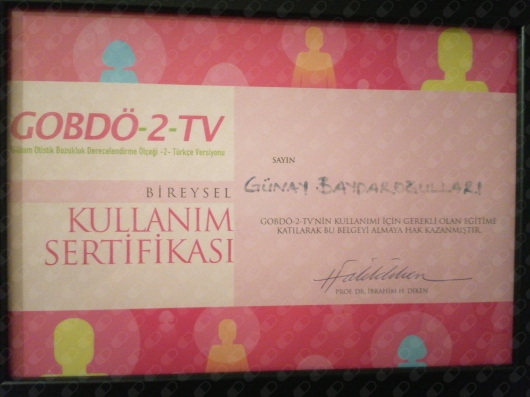 GOBDÖ-2-TV
Otistik Bozukluk Derecelendirme Ölçeği -2- Türkçe Versiyonu
BİREYSEL
KULLANIM
SERTİFİKASI
SAYIN
GÜNAY BAYDAROĞULLARI
GOBDÖ-2-TV'NİN KULLANIMI İÇİN GEREKLİ OLAN EĞİTİME
KATILARAK BU BELGEYİ ALMAYA HAK KAZANMIŞTIR.
PROF. DR. İBRAHİM H. DİKEN